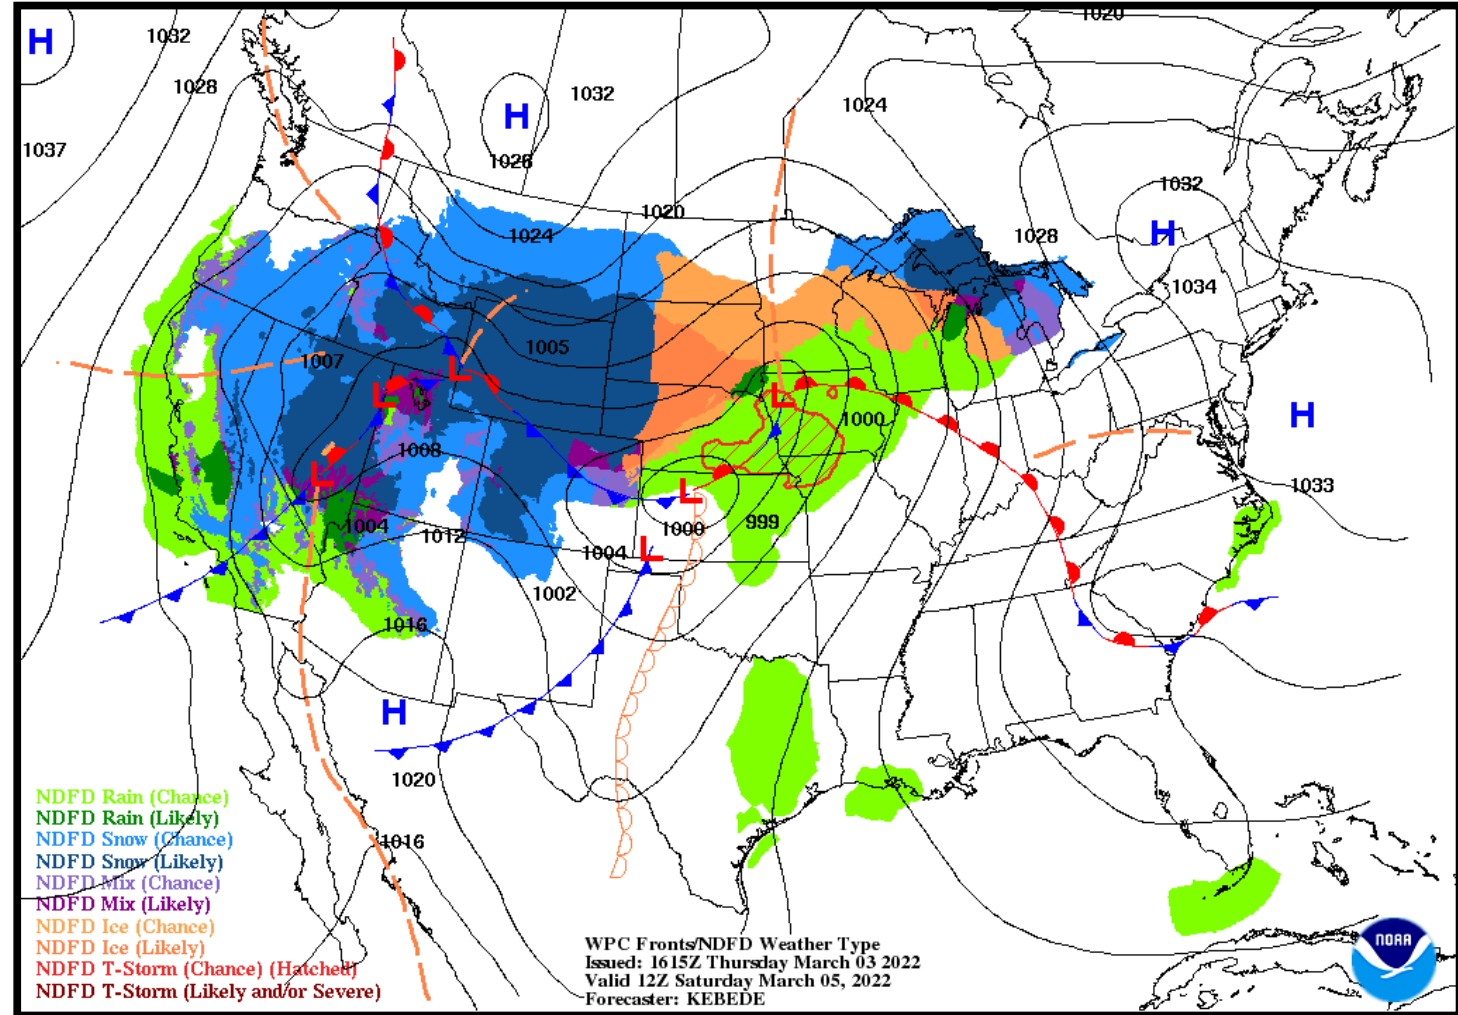 1020
H
1032
1028
H
1032
1026
1024
1037
1032
1020
1024
H
1028
1034
1007
1005
L
L
L
1000
H
1008
L
L
1033
1004
1012
1000
999
1004
L
1002
1016
H
1020
1016
NDFD Rain (Chance)
NDFD Rain (Likely)
NDFD Snow (Chance)
NDFD Snow (Likely)
NDFD Mix (Chance)
NDFD Mix (Likely)
NDFD Ice (Chance)
NDFD Ice (Likely)
NDFD T-Storm (Chance) (Hatched)
NDFD T-Storm (Likely and/or Severe)
WPC Fronts/NDFD Weather Type
Issued: 1615Z Thursday March 03 2022
Valid 12Z Saturday March 05, 2022
Forecaster: KEBEDE
NOAA